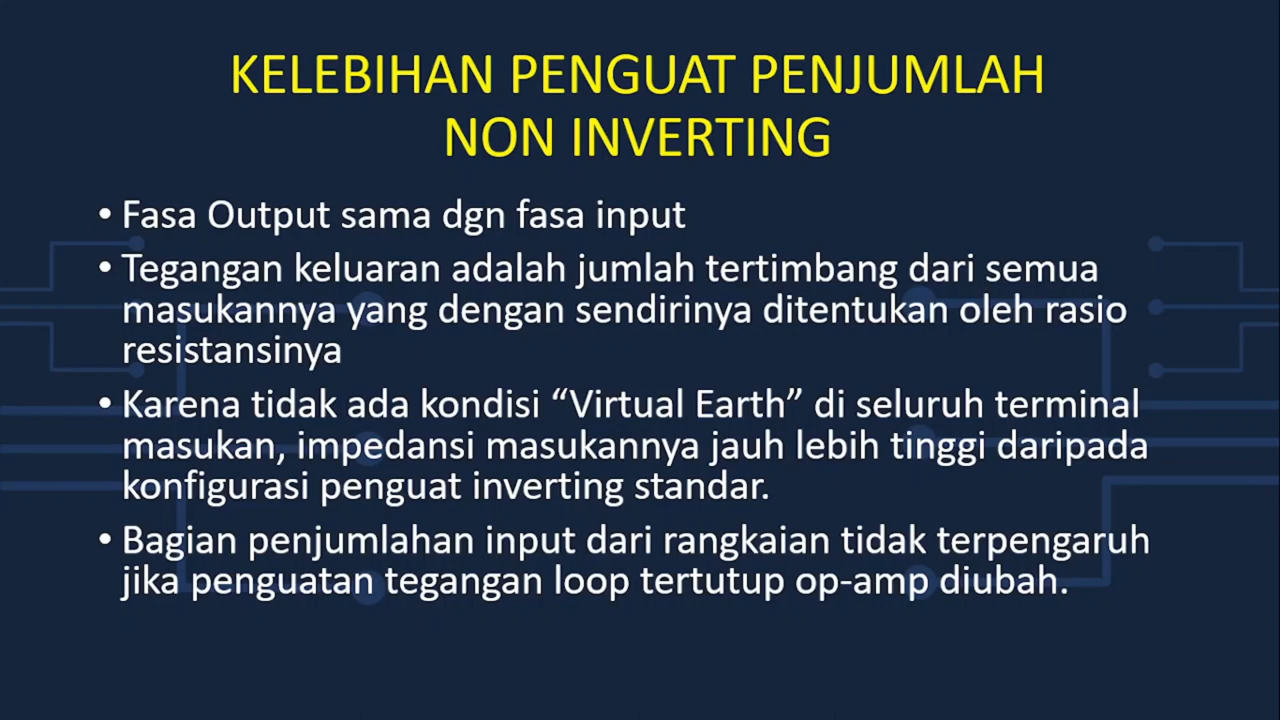 KELEBIHAN PENGUAT PENJUMLAH
NON INVERTING
• Fasa Output sama dgn fasa input
• Tegangan keluaran adalah jumlah tertimbang dari semua
masukannya yang dengan sendirinya ditentukan oleh rasio
resistansinya
• Karena tidak ada kondisi “Virtual Earth” di seluruh terminal
masukan, impedansi masukannya jauh lebih tinggi daripada
konfigurasi penguat inverting standar.
• Bagian penjumlahan input dari rangkaian tidak terpengaruh
jika penguatan tegangan loop tertutup op-amp diubah.